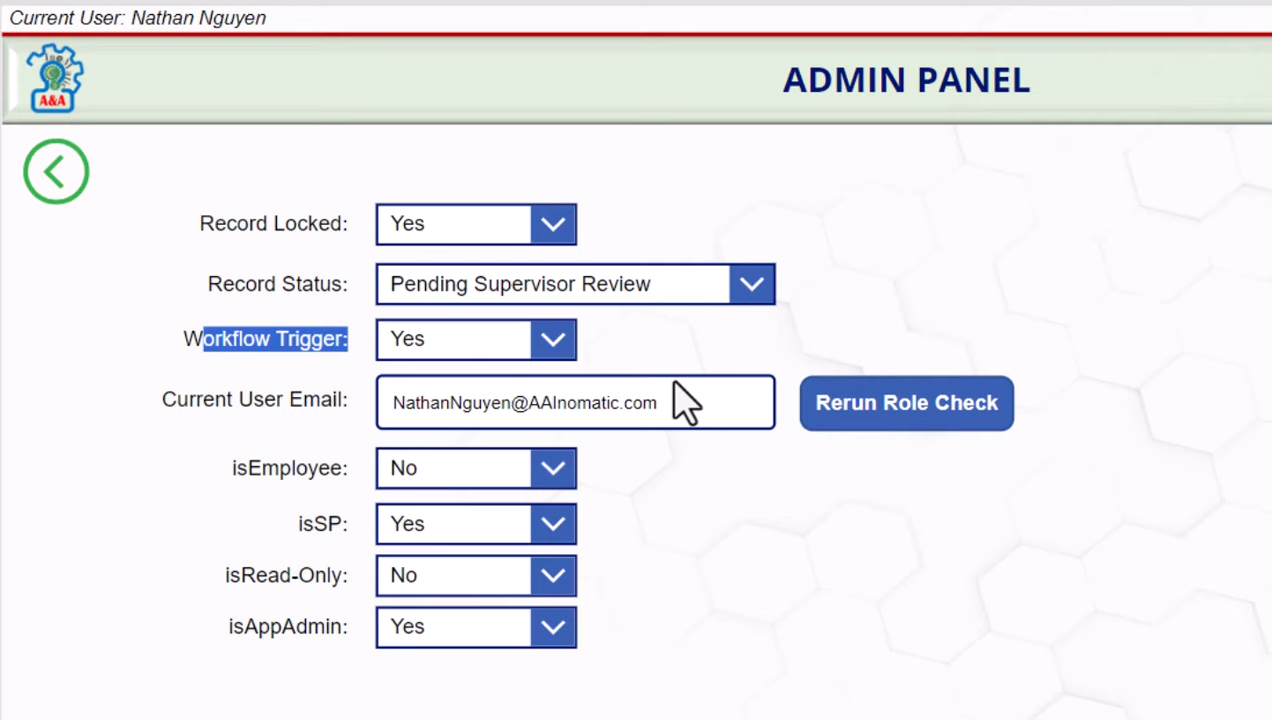 Current User: Nathan Nguyen
A&A
ADMIN PANEL
Record Locked: Yes
Record Status: Pending Supervisor Review
Workflow Trigger: Yes
Current User Email: NathanNguyen@AAInomatic.com Rerun Role Check
isEmployee: No
isSP: Yes
isRead-Only: No
isAppAdmin: Yes